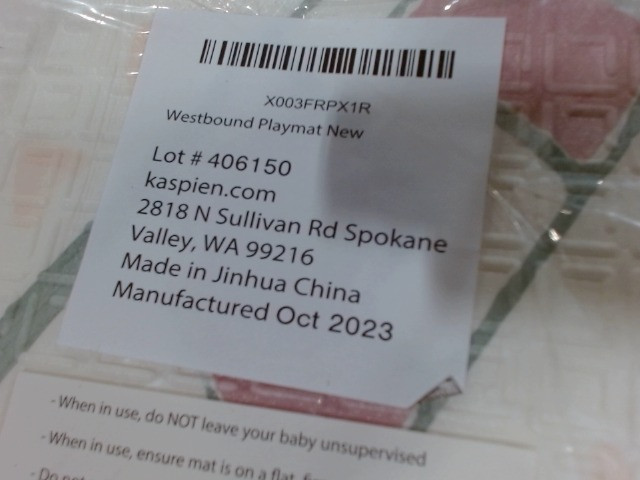 X003FRPX1R
Westbound Playmat New
Lot # 406150
kaspien.com
2818 N Sullivan Rd Spokane
Valley, WA 99216
Made in Jinhua China
Manufactured Oct 2023
- When in use, do NOT leave your baby unsupervised
- When in use, ensure mat is on a flat,
- Do not